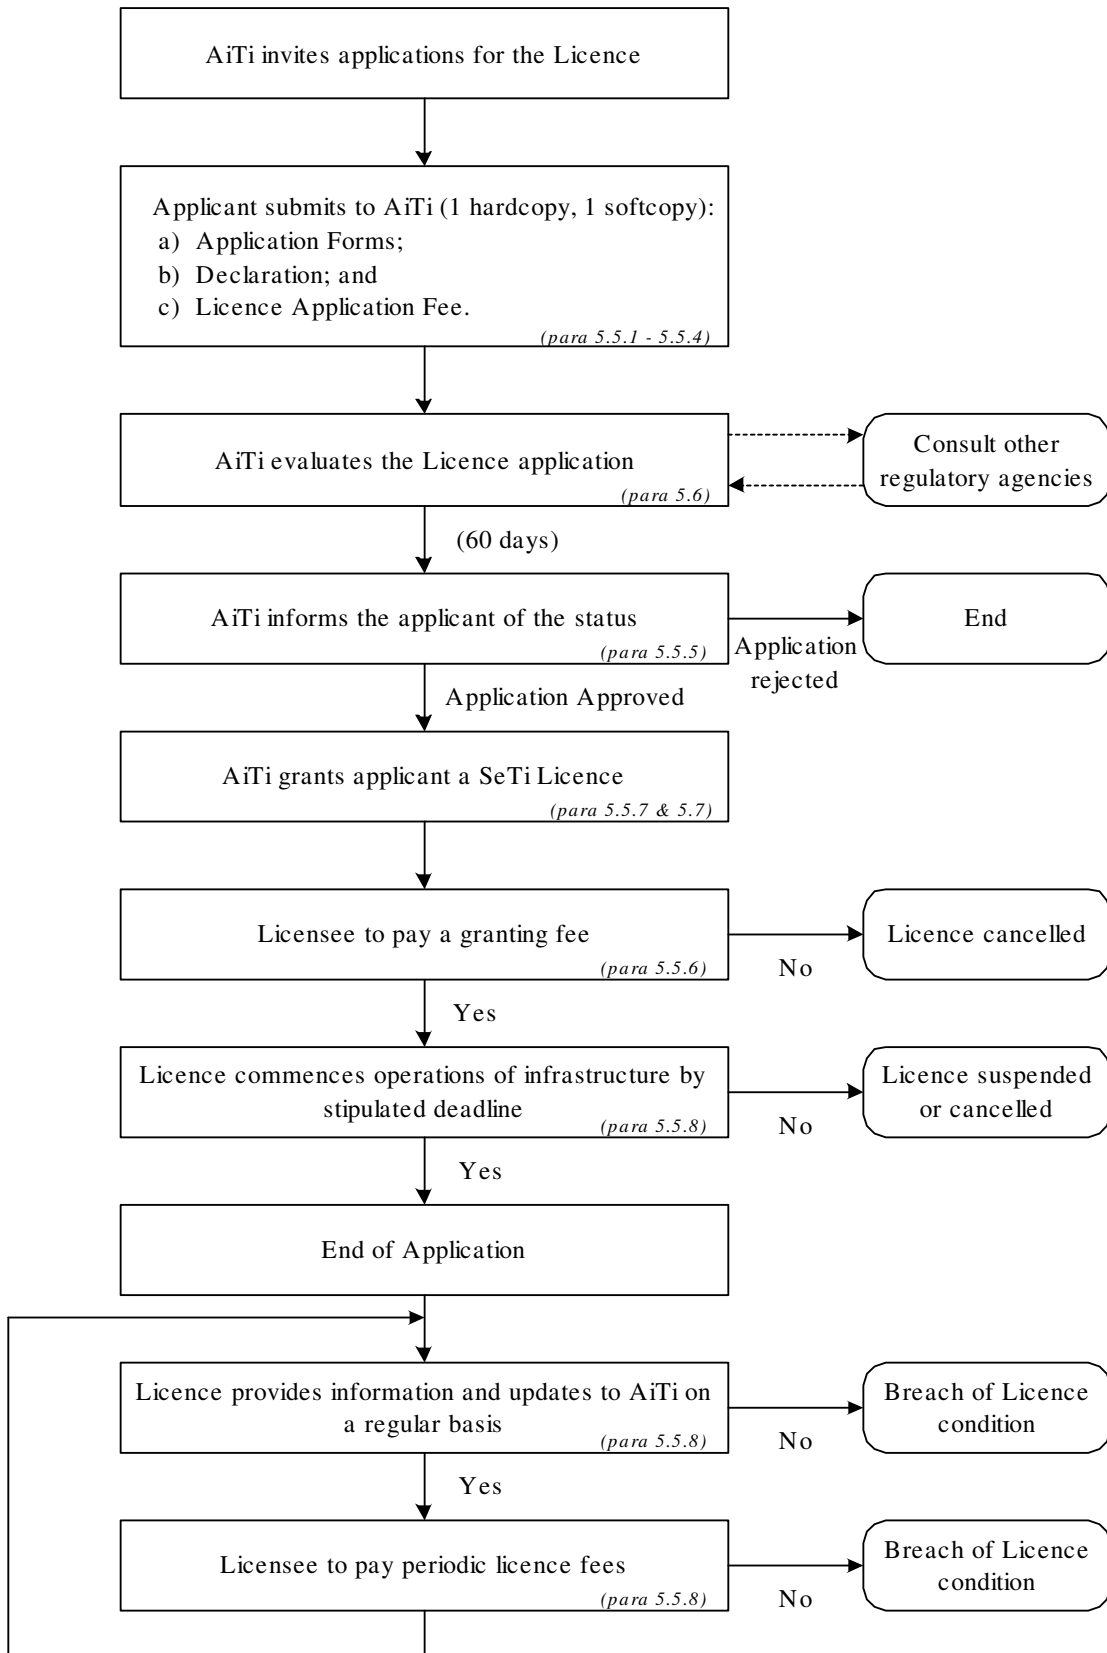 AiTi invites applications for the Licence
Applicant submits to AiTi (1 hardcopy, 1 softcopy):
a) Application Forms;
b) Declaration; and
c) Licence Application Fee.
(para 5.5.1 - 5.5.4)
AiTi evaluates the Licence application
(para 5.6)
Consult other
regulatory agencies
(60 days)
AiTi informs the applicant of the status
(para 5.5.5)
Application
rejected
End
Application Approved
AiTi grants applicant a SeTi Licence
(para 5.5.7 & 5.7)
Licensee to pay a granting fee
(para 5.5.6)
No
Licence cancelled
Yes
Licence commences operations of infrastructure by
stipulated deadline
(para 5.5.8)
No
Licence suspended
or cancelled
Yes
End of Application
Licence provides information and updates to AiTi on
a regular basis
(para 5.5.8)
No
Breach of Licence
condition
Yes
Licensee to pay periodic licence fees
(para 5.5.8)
No
Breach of Licence
condition